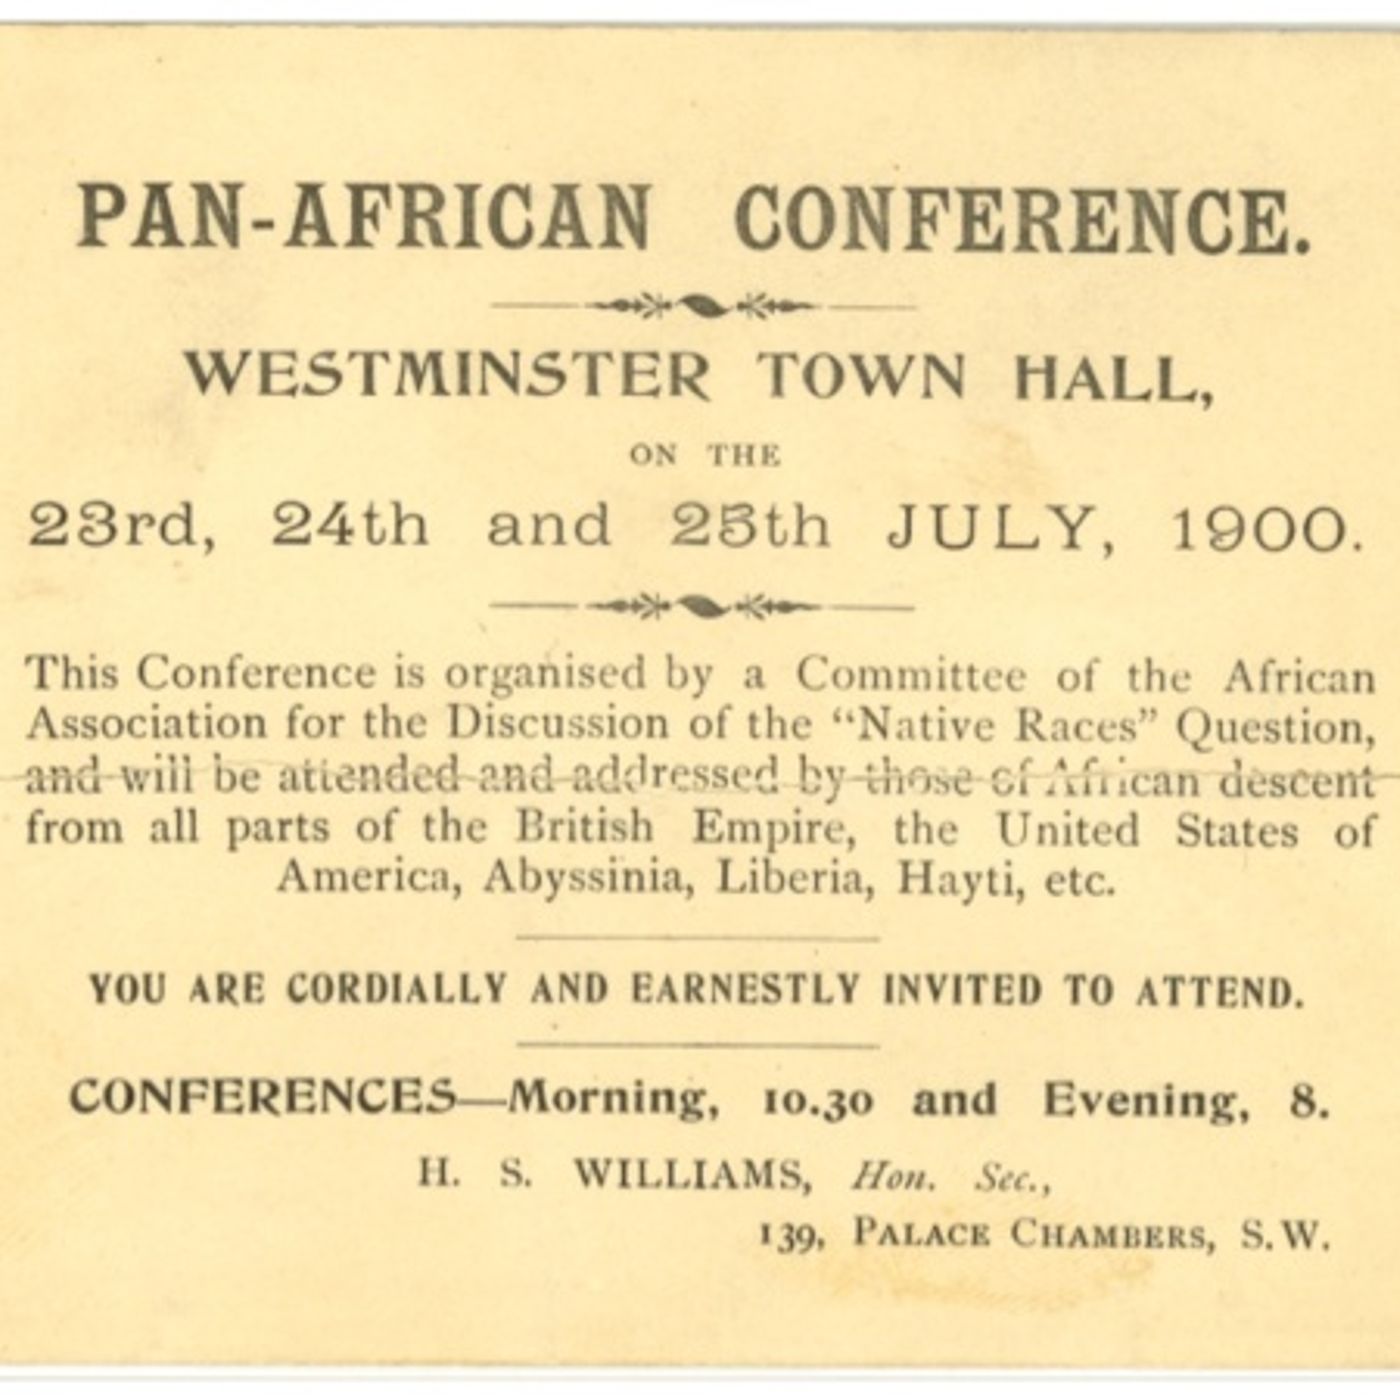 PAN-AFRICAN CONFERENCE.
WESTMINSTER TOWN HALL,
ON THE
23rd, 24th and 25th JULY, 1900.
This Conference is organised by a Committee of the African
Association for the Discussion of the “Native Races” Question,
and will be attended and addressed by those of African descent
from all parts of the British Empire, the United States of
America, Abyssinia, Liberia, Hayti, etc.
YOU ARE CORDIALLY AND EARNESTLY INVITED TO ATTEND.
CONFERENCES—Morning, 10.30 and Evening, 8.
H. S. WILLIAMS, Hon. Sec.,
139, PALACE CHAMBERS, S.W.